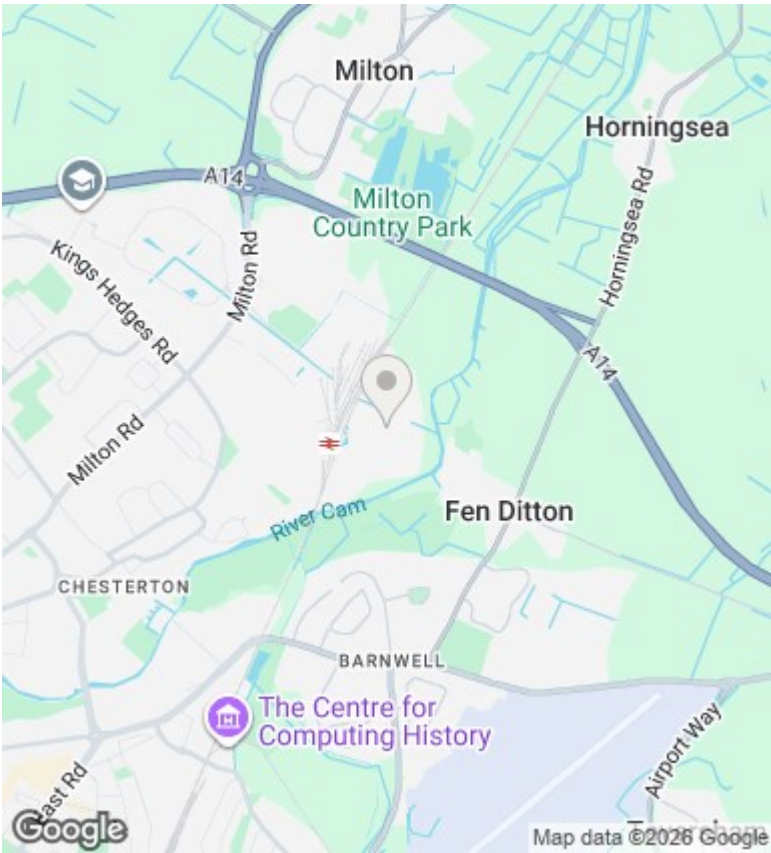 Milton
Horningsea
A14
Milton
Country Park
Horningsea Rd
Kings Hedges Rd
Milton Rd
A14
Milton Rd
River Cam
Fen Ditton
CHESTERTON
BARNWELL
The Centre for
Computing History
Airport Way
East Rd
Google
Map data ©2026 Google